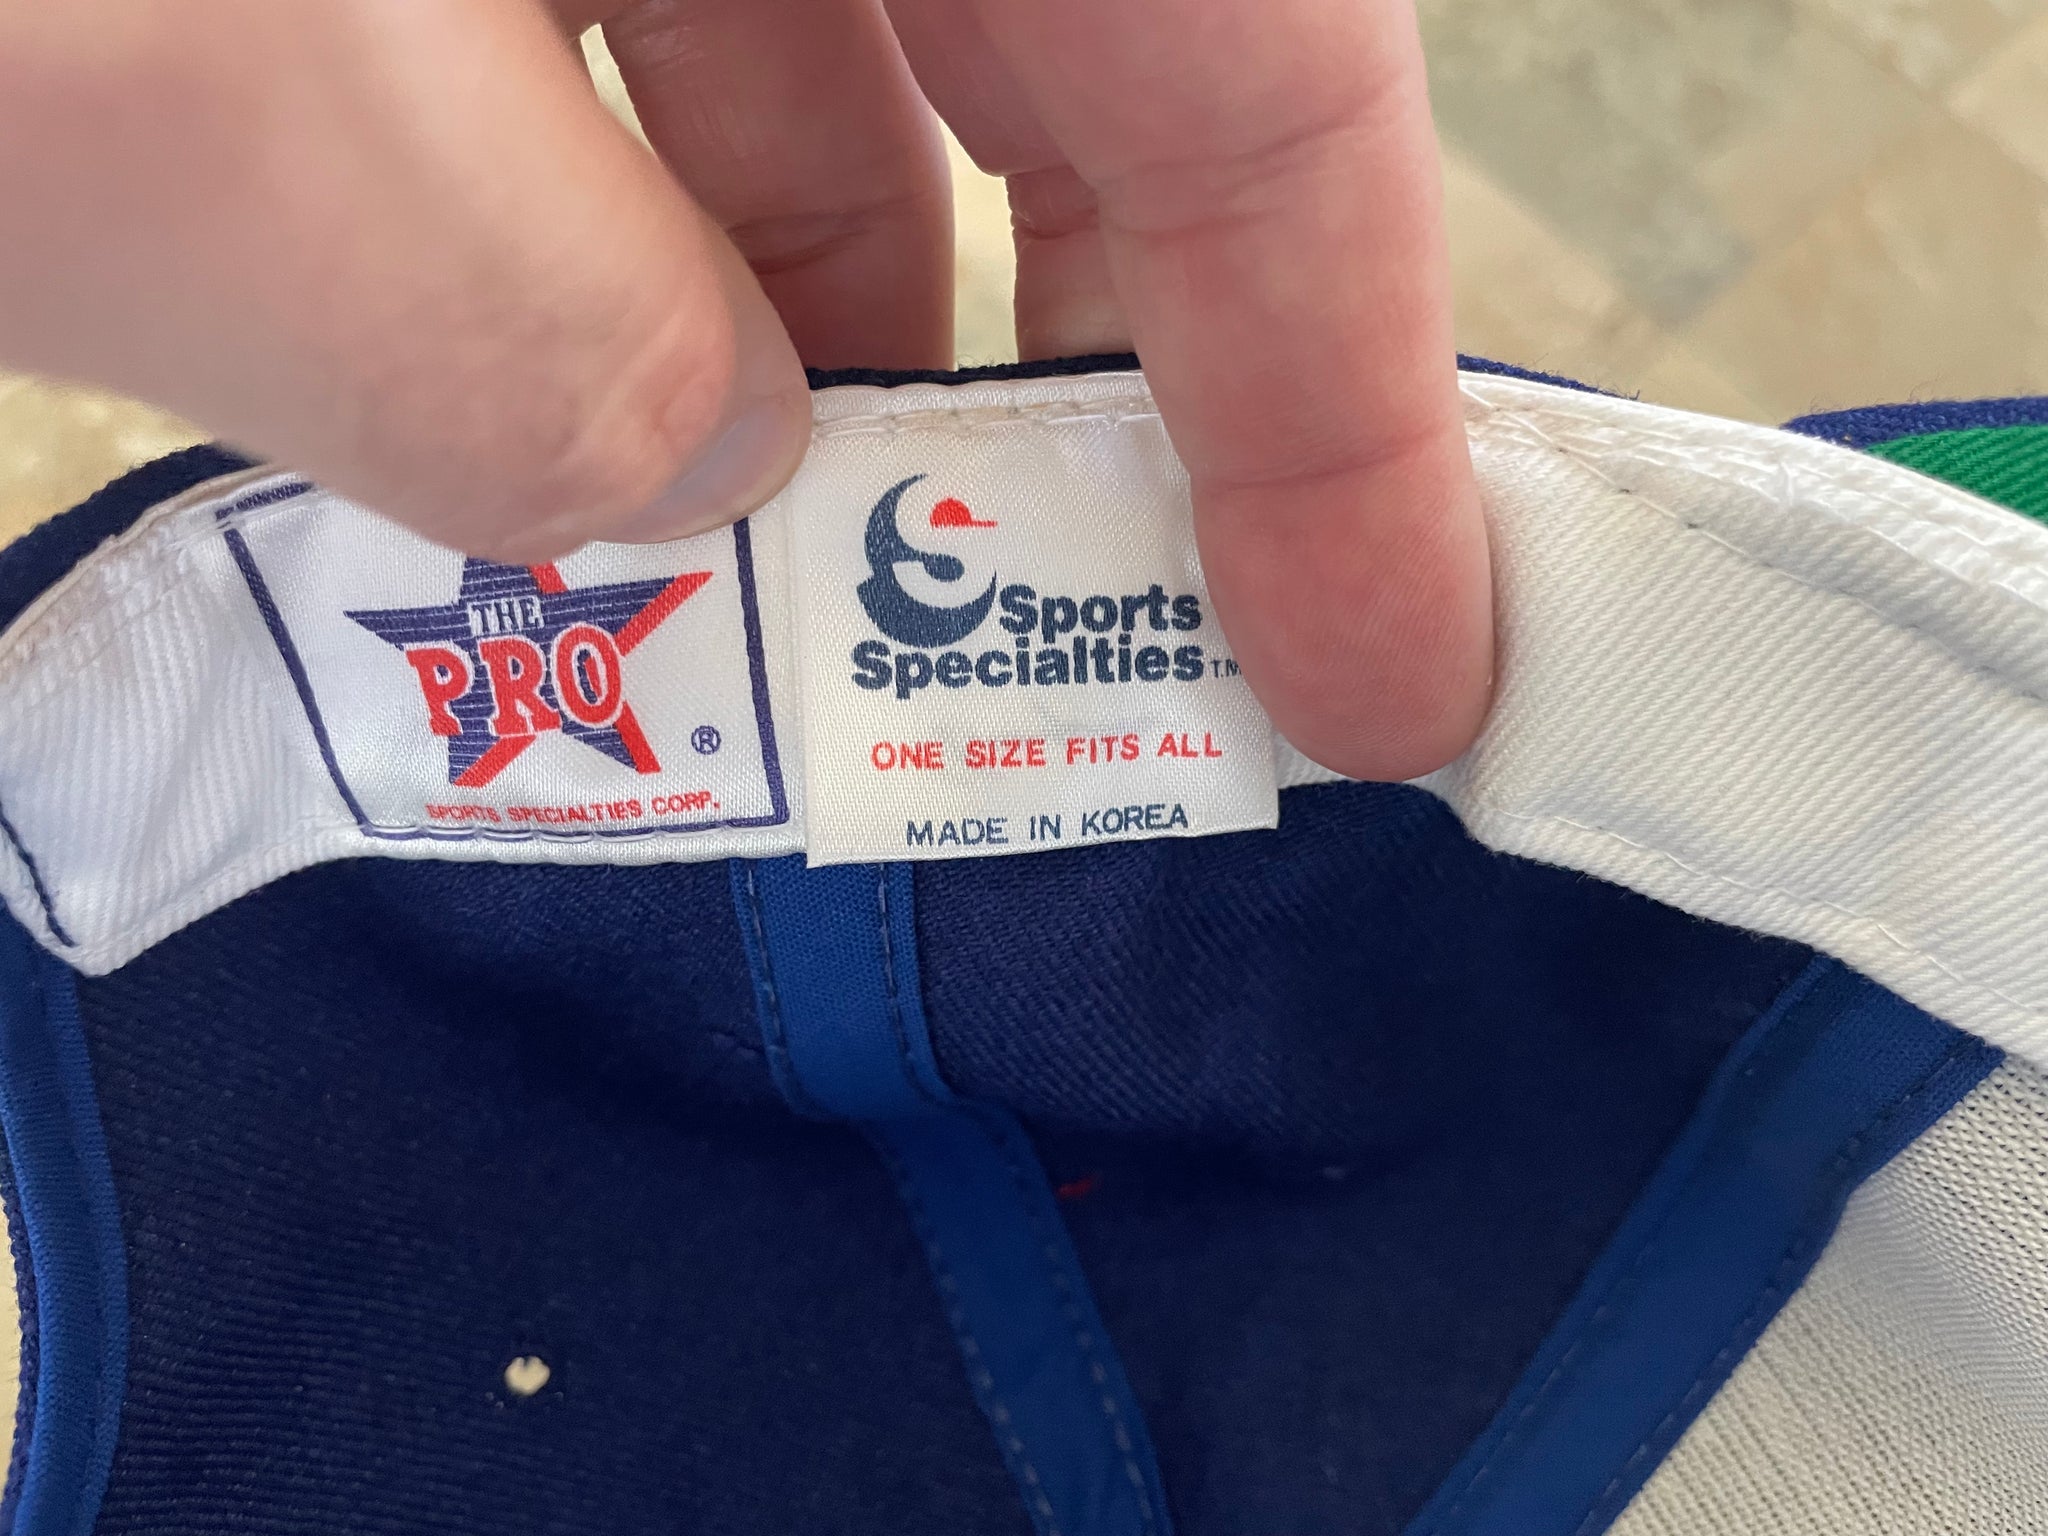 THE
PRO
®
SPORTS SPECIALTIES CORP.
Sports
Specialties T.M.
ONE SIZE FITS ALL
MADE IN KOREA